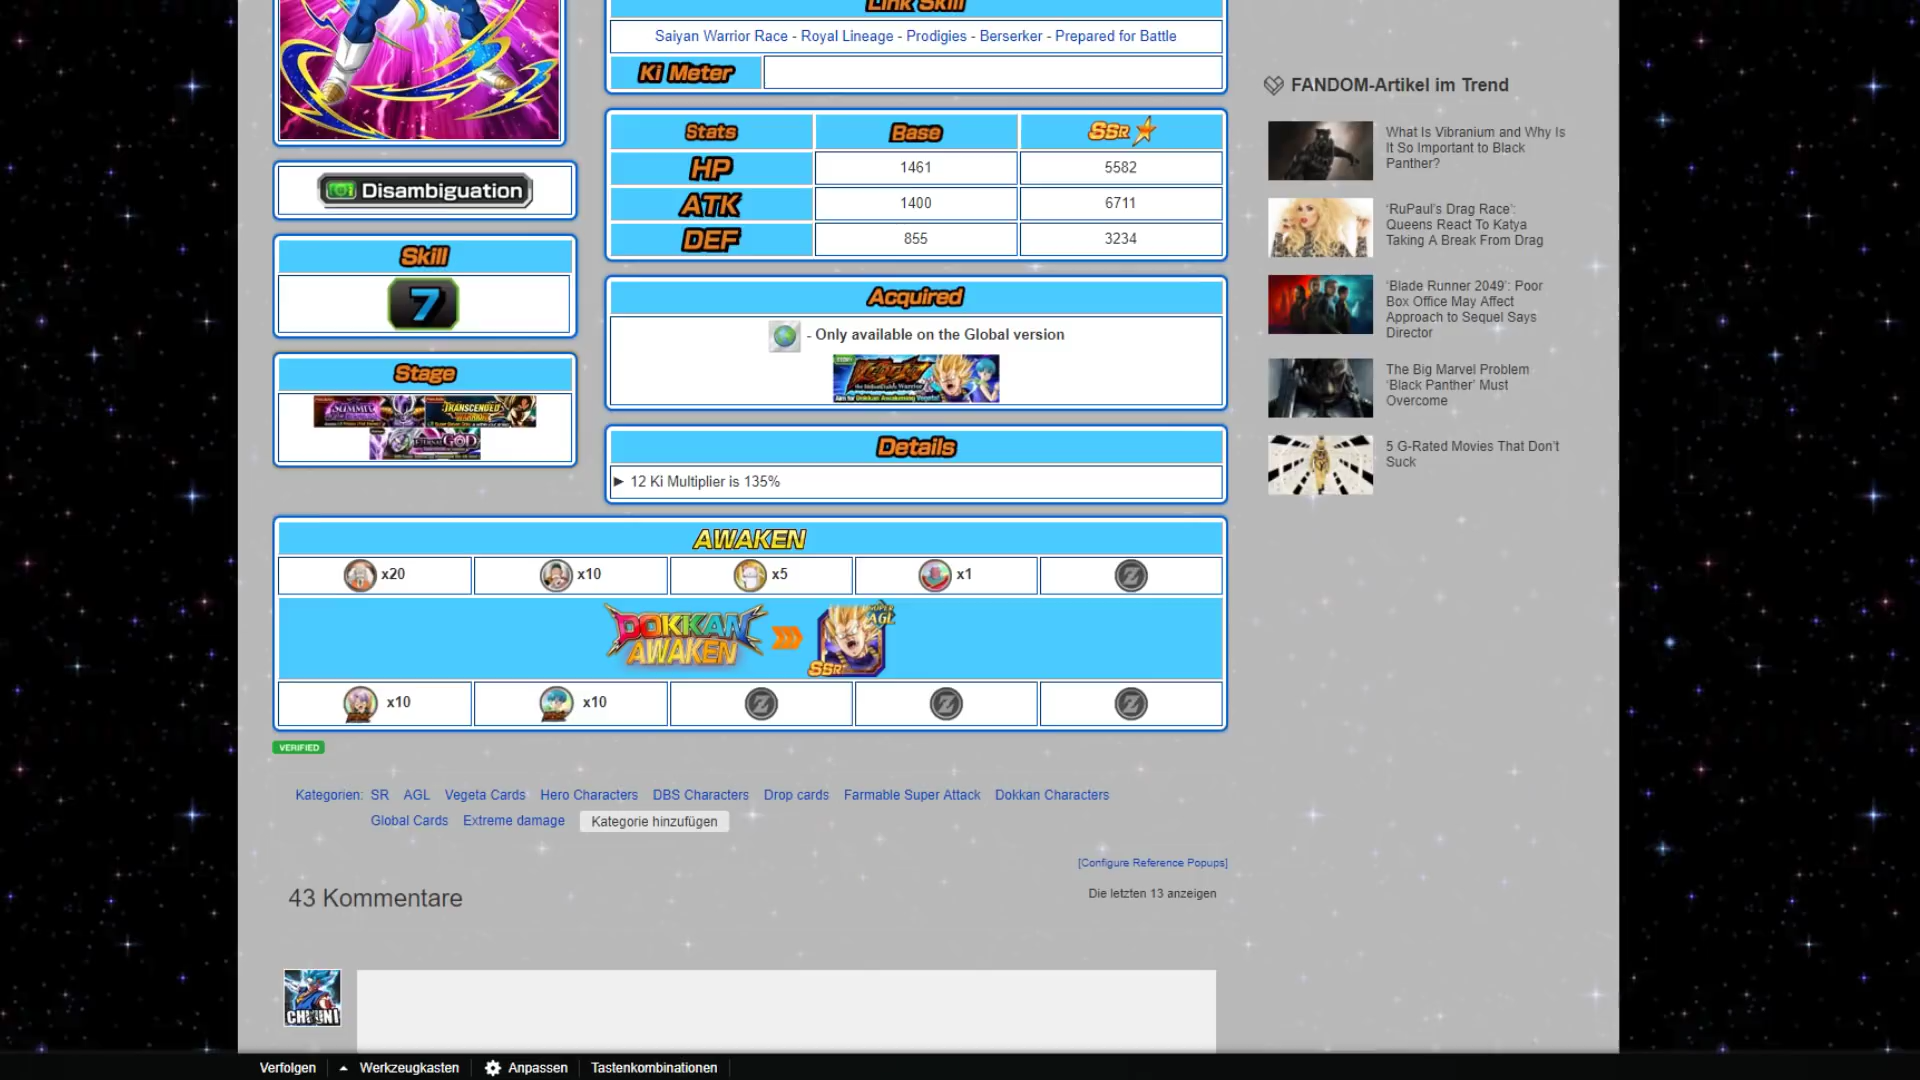 Link Skill
Saiyan Warrior Race - Royal Lineage - Prodigies - Berserker - Prepared for Battle
Ki Meter
Disambiguation
Skill
7
Stage
SUMMIT
TRANSCENDED
ETERNAL GOD
Stats Base SSR
HP 1461 5582
ATK 1400 6711
DEF 855 3234
Acquired
- Only available on the Global version
Details
► 12 Ki Multiplier is 135%
AWAKEN
x20 x10 x5 x1 Z
DOKKAN
AWAKEN
SUPER
AGL
SSR
x10 x10 Z Z Z
VERIFIED
Kategorien: SR AGL Vegeta Cards Hero Characters DBS Characters Drop cards Farmable Super Attack Dokkan Characters
Global Cards Extreme damage Kategorie hinzufügen
[Configure Reference Popups]
43 Kommentare
Die letzten 13 anzeigen
FANDOM-Artikel im Trend
What Is Vibranium and Why Is
It So Important to Black
Panther?
'RuPaul's Drag Race':
Queens React To Katya
Taking A Break From Drag
'Blade Runner 2049': Poor
Box Office May Affect
Approach to Sequel Says
Director
The Big Marvel Problem
'Black Panther' Must
Overcome
5 G-Rated Movies That Don't
Suck
Verfolgen Werkzeugkasten Anpassen Tastenkombinationen